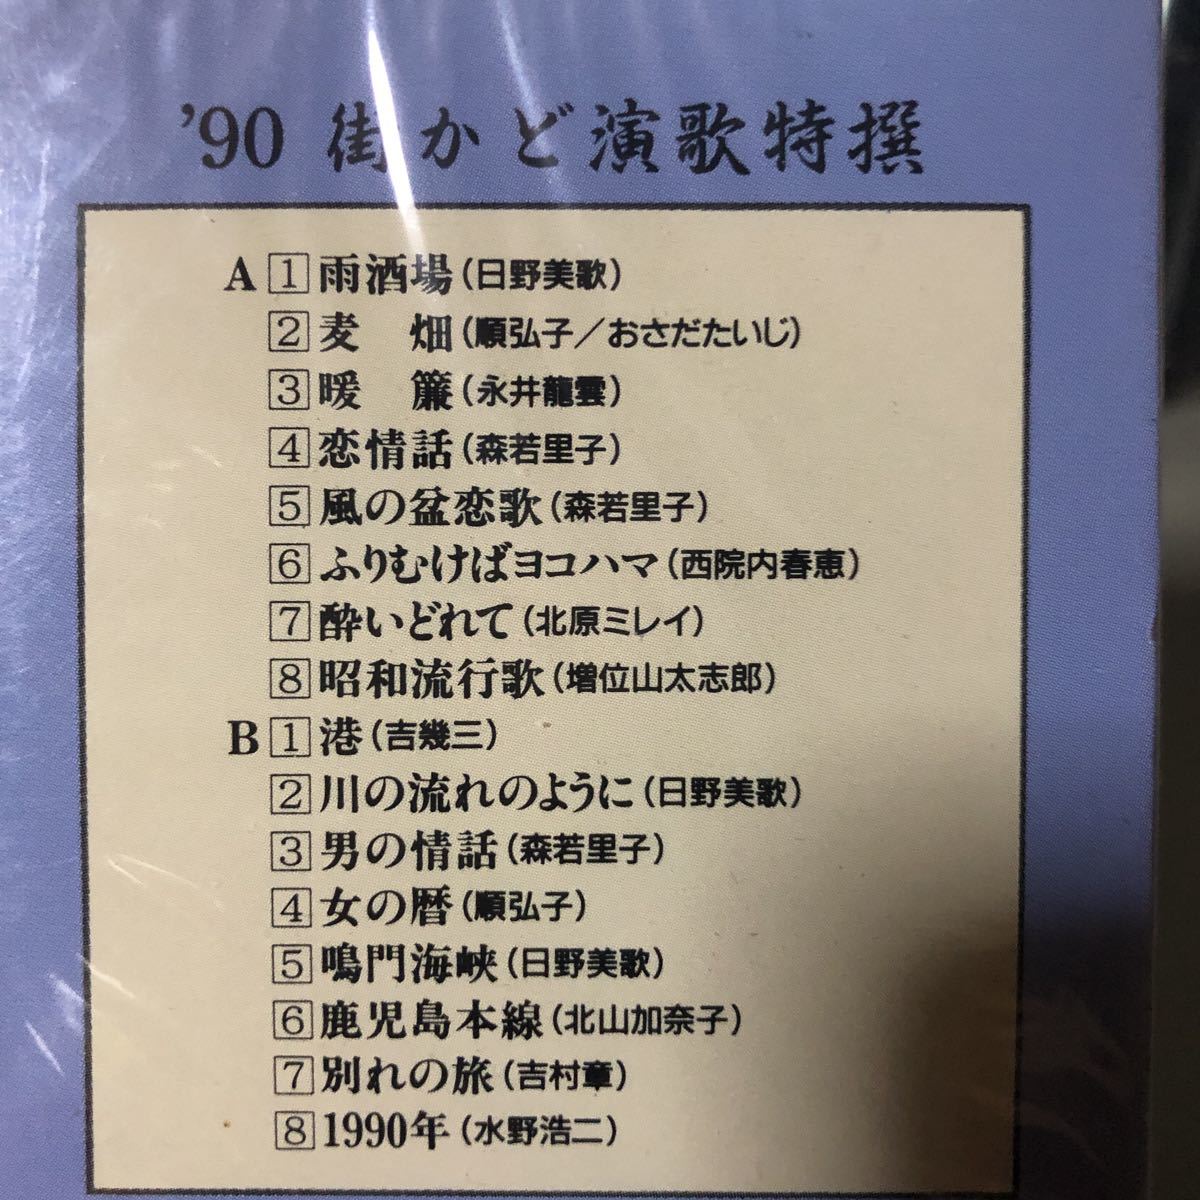 '90 街かど演歌特撰
A 1 雨酒場(日野美歌)
2 麦　畑(順弘子/おさだたいじ)
3 暖　簾(永井龍雲)
4 恋情話(森若里子)
5 風の盆恋歌(森若里子)
6 ふりむけばヨコハマ(西院内春恵)
7 酔いどれて(北原ミレイ)
8 昭和流行歌(増位山太志郎)
B 1 港(吉幾三)
2 川の流れのように(日野美歌)
3 男の情話(森若里子)
4 女の暦(順弘子)
5 鳴門海峡(日野美歌)
6 鹿児島本線(北山加奈子)
7 別れの旅(吉村章)
8 1990年(水野浩二)